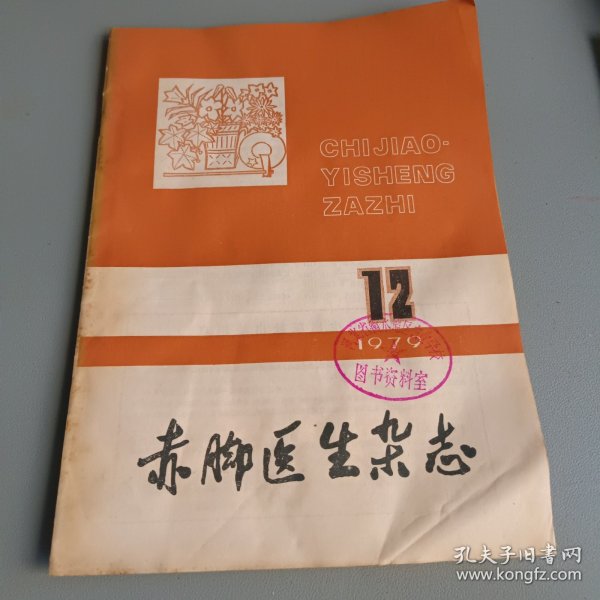 CHIJIAO-
YISHENG
ZAZHI
12
1979
图书资料室
赤脚医生杂志
孔夫子旧书网
www.kongfz.com